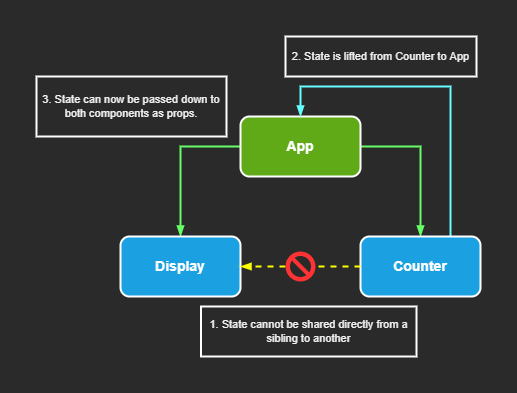 2. State is lifted from Counter to App
3. State can now be passed down to
both components as props.
App
Display
Counter
1. State cannot be shared directly from a
sibling to another